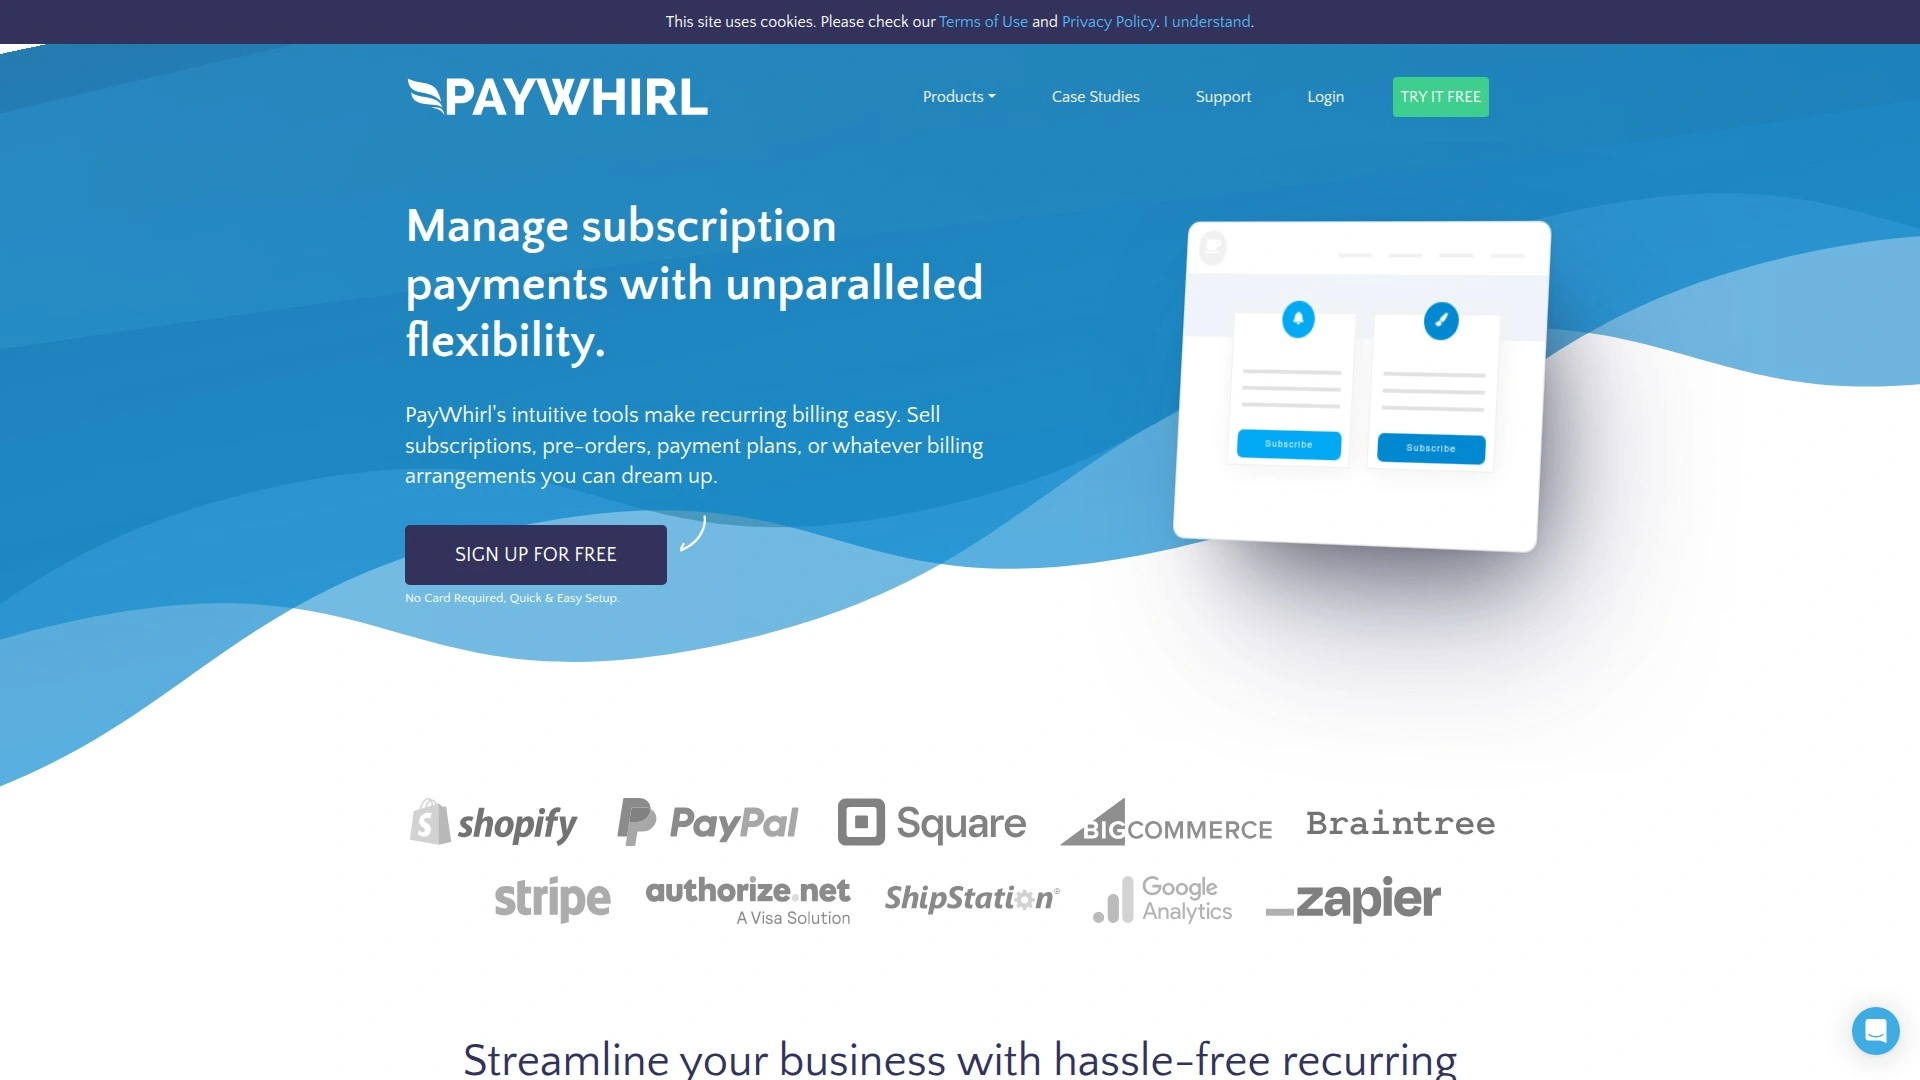 This site uses cookies. Please check our Terms of Use and Privacy Policy. I understand.
PAYWHIRL
Products
Case Studies
Support
Login
TRY IT FREE
Manage subscription
payments with unparalleled
flexibility.
PayWhirl's intuitive tools make recurring billing easy. Sell
subscriptions, pre-orders, payment plans, or whatever billing
arrangements you can dream up.
SIGN UP FOR FREE
No Card Required, Quick & Easy Setup.
Subscribe
Subscribe
shopify
PayPal
Square
BIGCOMMERCE
Braintree
stripe
authorize.net
A Visa Solution
ShipStation®
Google
Analytics
zapier
Streamline your business with hassle-free recurring